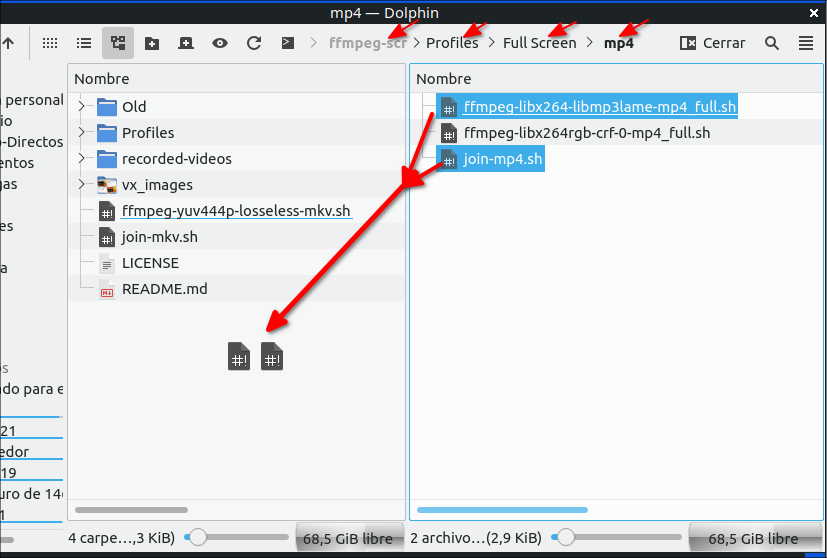 mp4 — Dolphin
ffmpeg-scr Profiles Full Screen mp4 Cerrar
Nombre
Old
Profiles
recorded-videos
vx_images
ffmpeg-yuv444p-losseless-mkv.sh
join-mkv.sh
LICENSE
README.md
Nombre
ffmpeg-libx264-libmp3lame-mp4_full.sh
ffmpeg-libx264rgb-crf-0-mp4_full.sh
join-mp4.sh
personal
io
-Directos
entos
gas
es
a
os
ado para e
21
edor
19
uro de 14
1
4 carpe…,3 KiB) 68,5 GiB libre
2 archivo…(2,9 KiB) 68,5 GiB libre